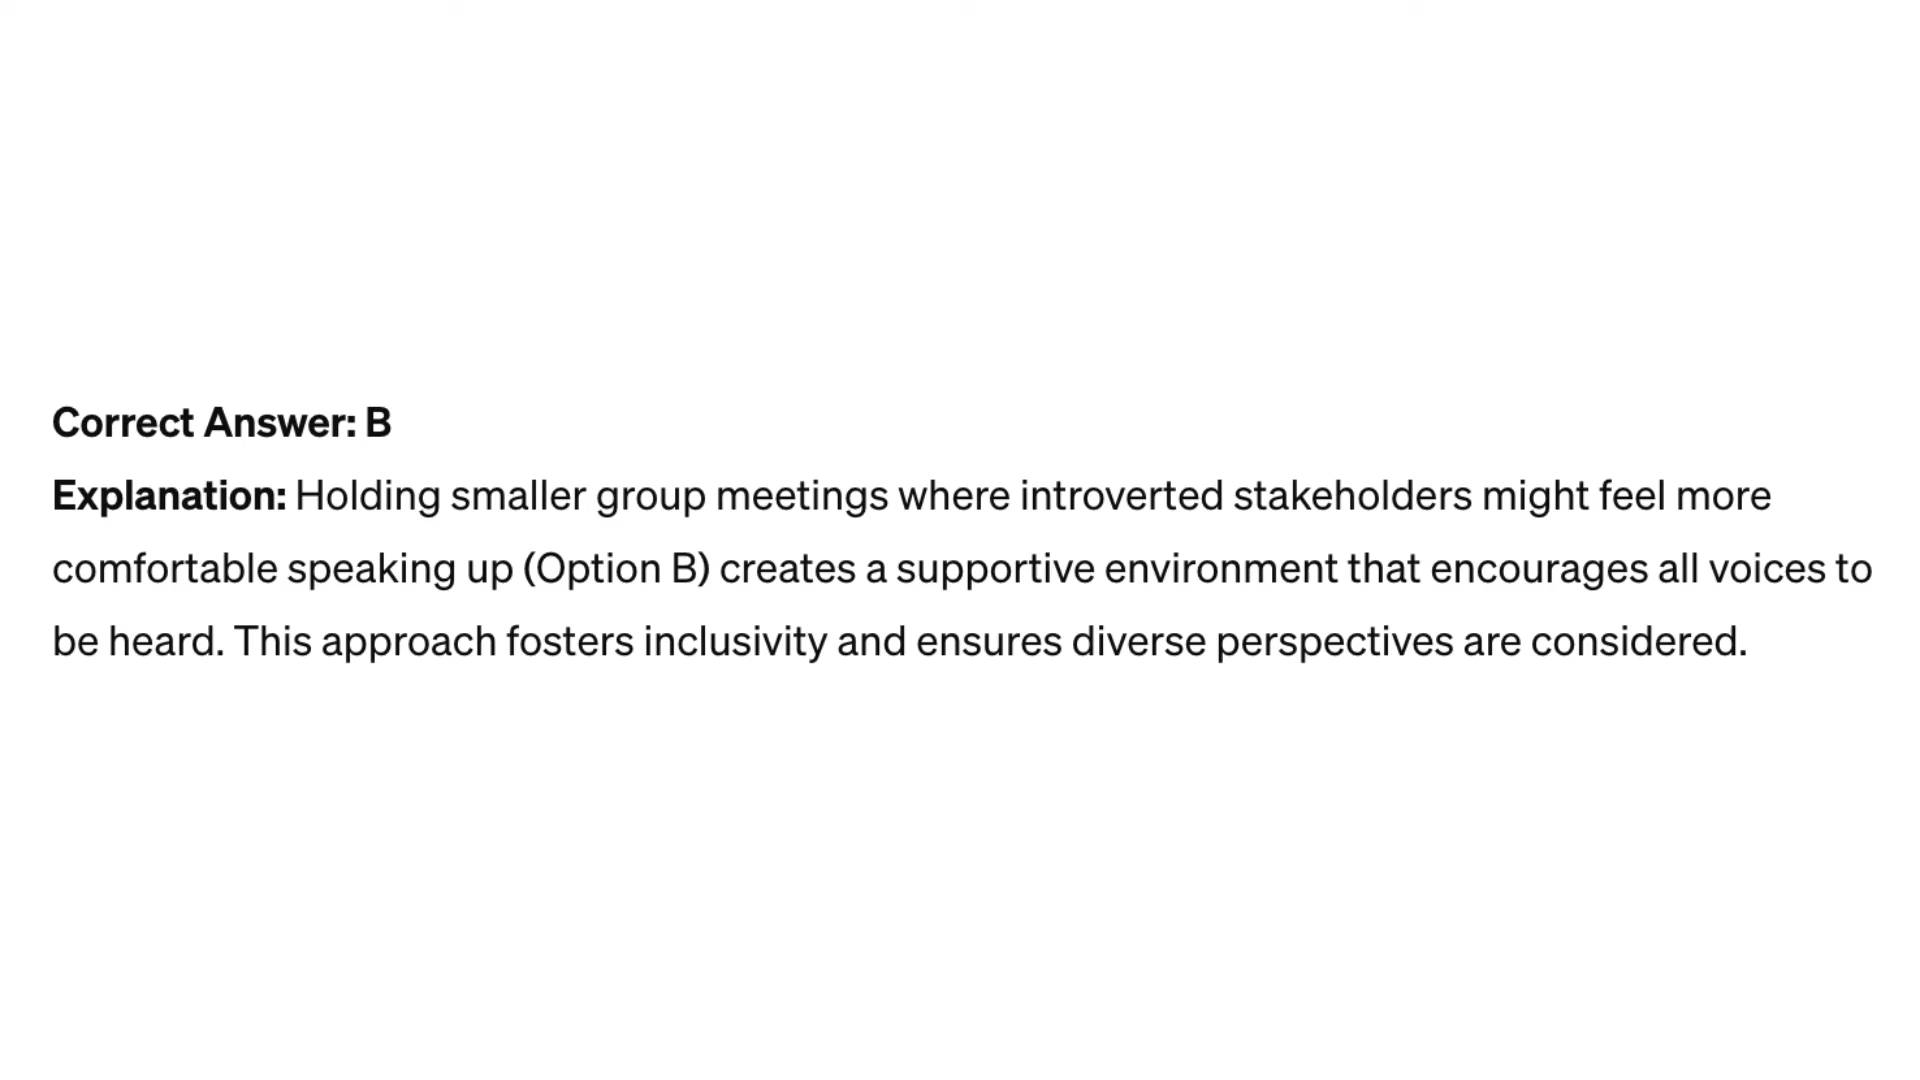 Correct Answer: B
Explanation: Holding smaller group meetings where introverted stakeholders might feel more
comfortable speaking up (Option B) creates a supportive environment that encourages all voices to
be heard. This approach fosters inclusivity and ensures diverse perspectives are considered.